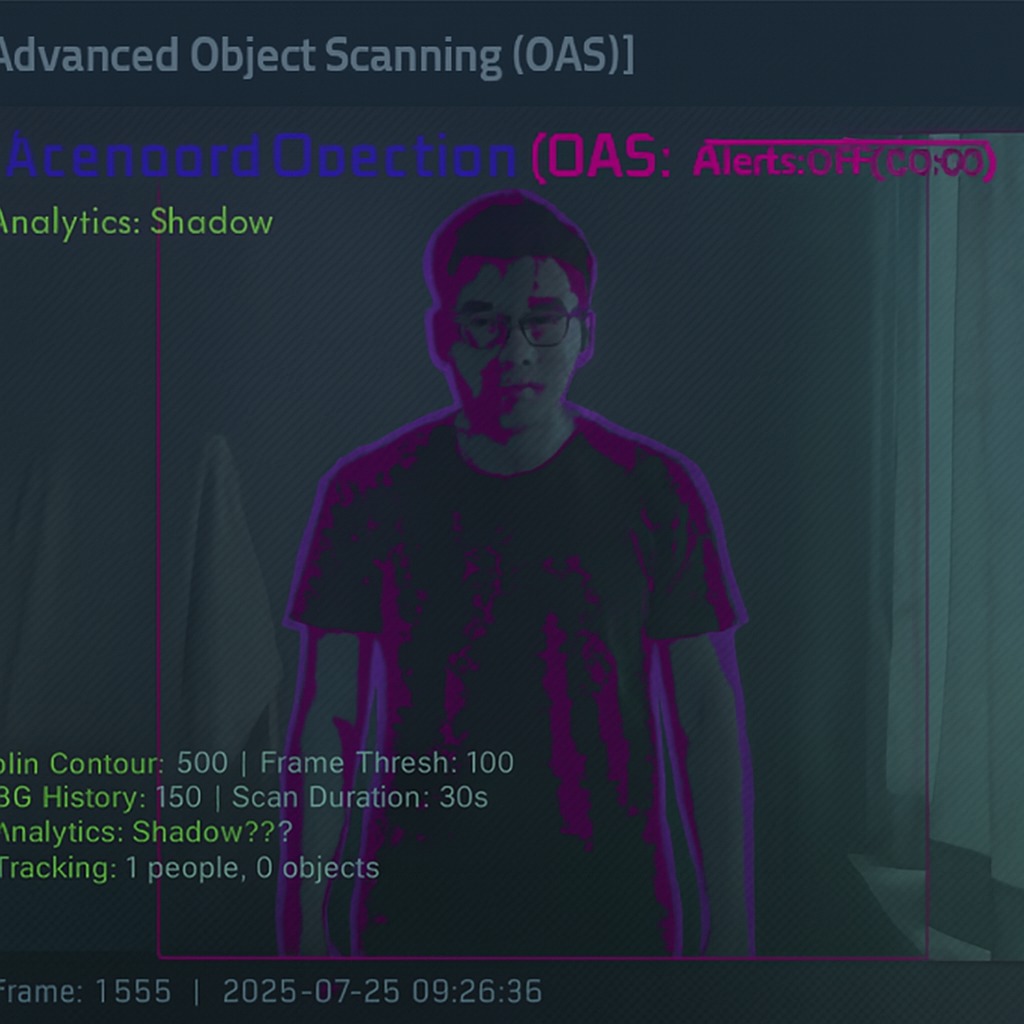 Advanced Object Scanning (OAS)]
Acenoord Opection (OAS: Alerts:OFF(00:00)
Analytics: Shadow
olin Contour: 500 | Frame Thresh: 100
BG History: 150 | Scan Duration: 30s
Analytics: Shadow???
Tracking: 1 people, 0 objects
Frame: 1555 | 2025-07-25 09:26:36